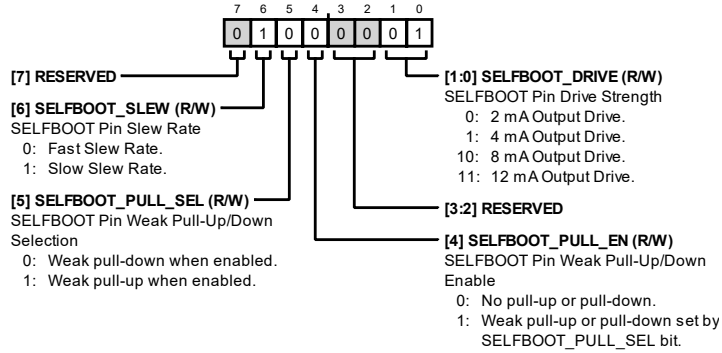 7 6 5 4 3 2 1 0
0 1 0 0 0 0 0 1
[7] RESERVED
[6] SELFBOOT_SLEW (R/W)
SELFBOOT Pin Slew Rate
0: Fast Slew Rate.
1: Slow Slew Rate.
[5] SELFBOOT_PULL_SEL (R/W)
SELFBOOT Pin Weak Pull-Up/Down
Selection
0: Weak pull-down when enabled.
1: Weak pull-up when enabled.
[1:0] SELFBOOT_DRIVE (R/W)
SELFBOOT Pin Drive Strength
0: 2 mA Output Drive.
1: 4 mA Output Drive.
10: 8 mA Output Drive.
11: 12 mA Output Drive.
[3:2] RESERVED
[4] SELFBOOT_PULL_EN (R/W)
SELFBOOT Pin Weak Pull-Up/Down
Enable
0: No pull-up or pull-down.
1: Weak pull-up or pull-down set by
SELFBOOT_PULL_SEL bit.